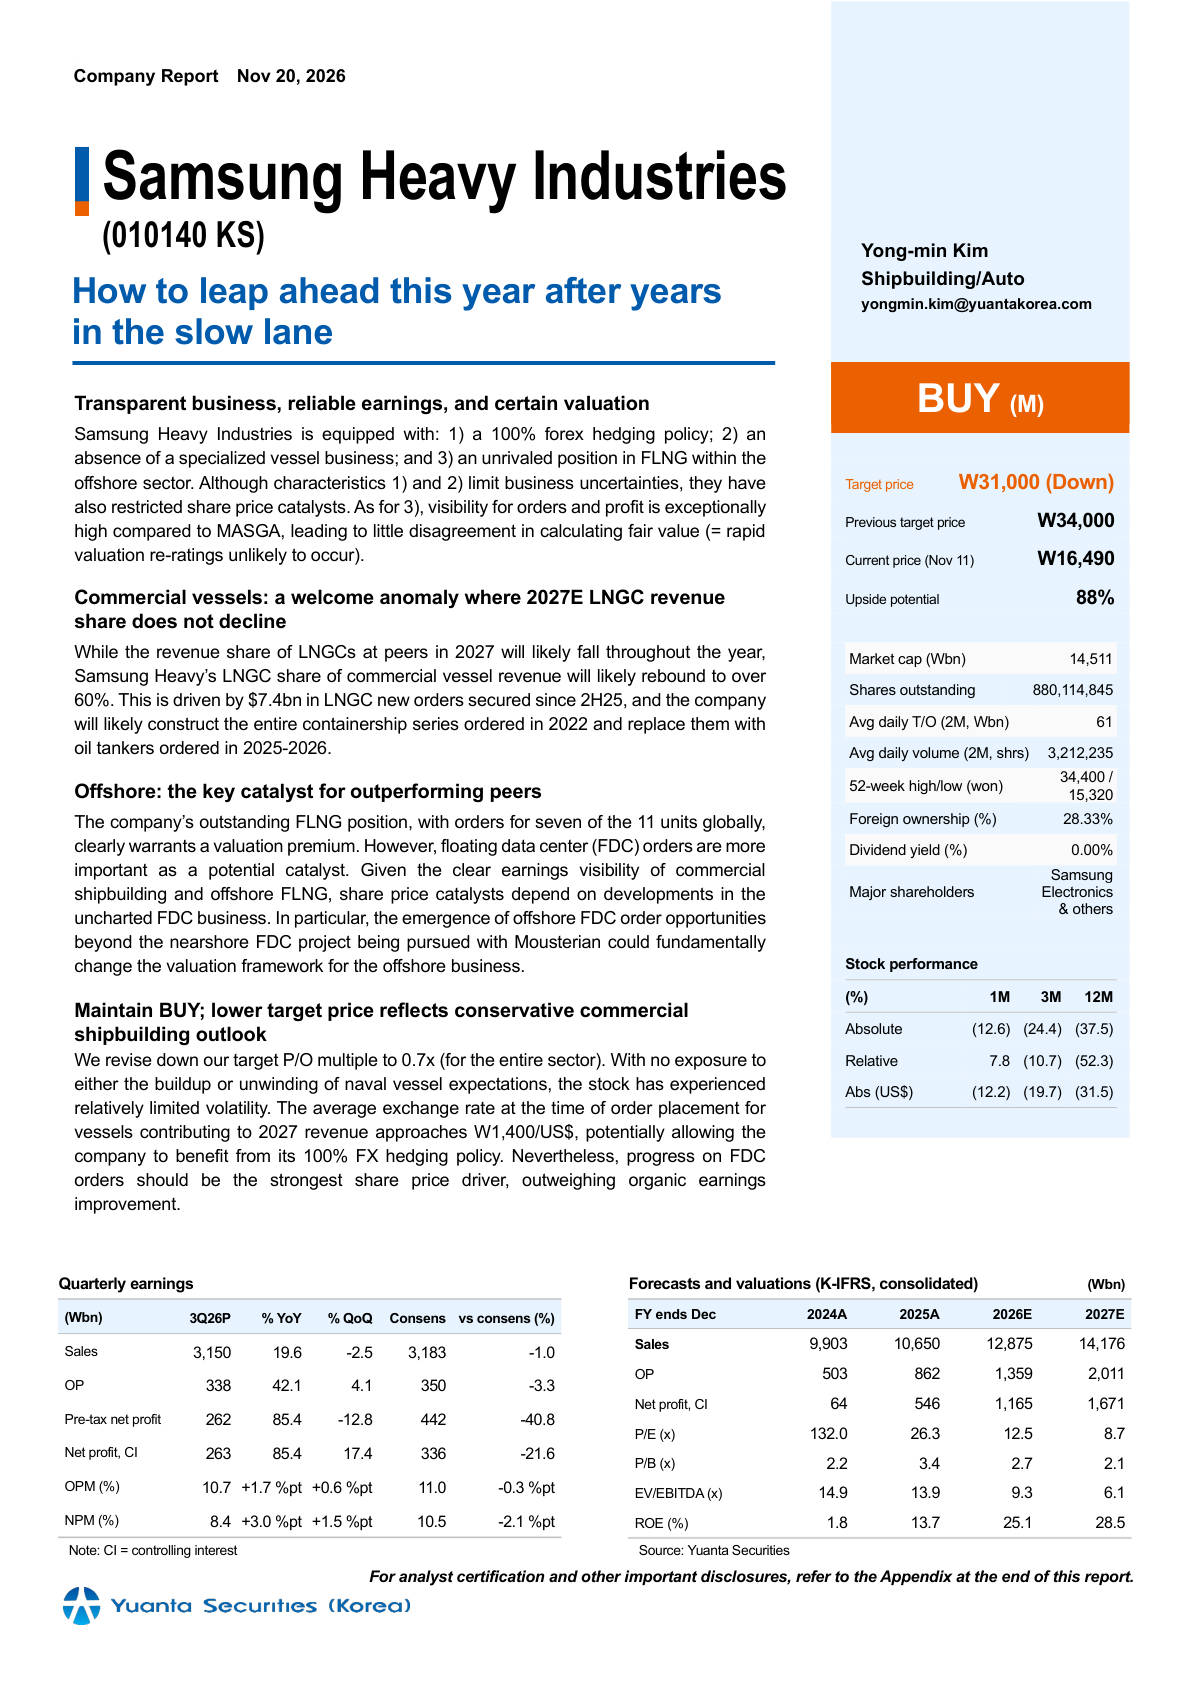 Company Report Nov 20, 2026
Samsung Heavy Industries
(010140 KS)
How to leap ahead this year after years
in the slow lane
Transparent business, reliable earnings, and certain valuation
Samsung Heavy Industries is equipped with: 1) a 100% forex hedging policy; 2) an
absence of a specialized vessel business; and 3) an unrivaled position in FLNG within the
offshore sector. Although characteristics 1) and 2) limit business uncertainties, they have
also restricted share price catalysts. As for 3), visibility for orders and profit is exceptionally
high compared to MASGA, leading to little disagreement in calculating fair value (= rapid
valuation re-ratings unlikely to occur).
Commercial vessels: a welcome anomaly where 2027E LNGC revenue
share does not decline
While the revenue share of LNGCs at peers in 2027 will likely fall throughout the year,
Samsung Heavy's LNGC share of commercial vessel revenue will likely rebound to over
60%. This is driven by $7.4bn in LNGC new orders secured since 2H25, and the company
will likely construct the entire containership series ordered in 2022 and replace them with
oil tankers ordered in 2025-2026.
Offshore: the key catalyst for outperforming peers
The company's outstanding FLNG position, with orders for seven of the 11 units globally,
clearly warrants a valuation premium. However, floating data center (FDC) orders are more
important as a potential catalyst. Given the clear earnings visibility of commercial
shipbuilding and offshore FLNG, share price catalysts depend on developments in the
uncharted FDC business. In particular, the emergence of offshore FDC order opportunities
beyond the nearshore FDC project being pursued with Mousterian could fundamentally
change the valuation framework for the offshore business.
Maintain BUY; lower target price reflects conservative commercial
shipbuilding outlook
We revise down our target P/O multiple to 0.7x (for the entire sector). With no exposure to
either the buildup or unwinding of naval vessel expectations, the stock has experienced
relatively limited volatility. The average exchange rate at the time of order placement for
vessels contributing to 2027 revenue approaches W1,400/US$, potentially allowing the
company to benefit from its 100% FX hedging policy. Nevertheless, progress on FDC
orders should be the strongest share price driver, outweighing organic earnings
improvement.
Yong-min Kim
Shipbuilding/Auto
yongmin.kim@yuantakorea.com
BUY (M)
Target price W31,000 (Down)
Previous target price W34,000
Current price (Nov 11) W16,490
Upside potential 88%
Market cap (Wbn) 14,511
Shares outstanding 880,114,845
Avg daily T/O (2M, Wbn) 61
Avg daily volume (2M, shrs) 3,212,235
52-week high/low (won) 34,400 /
15,320
Foreign ownership (%) 28.33%
Dividend yield (%) 0.00%
Major shareholders Samsung
Electronics
& others
Stock performance
(%) 1M 3M 12M
Absolute (12.6) (24.4) (37.5)
Relative 7.8 (10.7) (52.3)
Abs (US$) (12.2) (19.7) (31.5)
Quarterly earnings
(Wbn) 3Q26P % YoY % QoQ Consens vs consens (%)
Sales 3,150 19.6 -2.5 3,183 -1.0
OP 338 42.1 4.1 350 -3.3
Pre-tax net profit 262 85.4 -12.8 442 -40.8
Net profit, CI 263 85.4 17.4 336 -21.6
OPM (%) 10.7 +1.7 %pt +0.6 %pt 11.0 -0.3 %pt
NPM (%) 8.4 +3.0 %pt +1.5 %pt 10.5 -2.1 %pt
Note: CI = controlling interest
Forecasts and valuations (K-IFRS, consolidated) (Wbn)
FY ends Dec 2024A 2025A 2026E 2027E
Sales 9,903 10,650 12,875 14,176
OP 503 862 1,359 2,011
Net profit, CI 64 546 1,165 1,671
P/E (x) 132.0 26.3 12.5 8.7
P/B (x) 2.2 3.4 2.7 2.1
EV/EBITDA (x) 14.9 13.9 9.3 6.1
ROE (%) 1.8 13.7 25.1 28.5
Source: Yuanta Securities
For analyst certification and other important disclosures, refer to the Appendix at the end of this report.
Yuanta Securities (Korea)